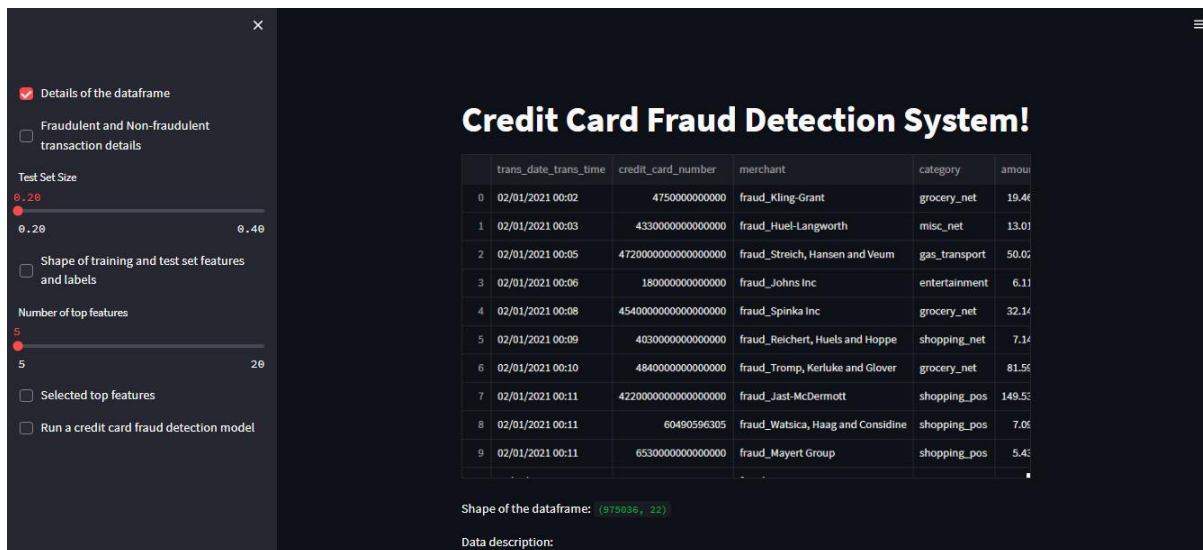 Details of the dataframe
Fraudulent and Non-fraudulent
transaction details
Test Set Size
0.20
0.20 0.40
Shape of training and test set features
and labels
Number of top features
5
5 20
Selected top features
Run a credit card fraud detection model
Credit Card Fraud Detection System!
trans_date_trans_time credit_card_number merchant category
0 02/01/2021 00:02 4750000000000 fraud_Kling-Grant grocery_net 19.46
1 02/01/2021 00:03 4330000000000000 fraud_Huel-Langworth misc_net 13.01
2 02/01/2021 00:05 4720000000000000000 fraud_Streich, Hansen and Veum gas_transport 50.02
3 02/01/2021 00:06 180000000000000 fraud_Johns Inc entertainment 6.11
4 02/01/2021 00:08 4540000000000000000 fraud_Spinka Inc grocery_net 32.14
5 02/01/2021 00:09 4030000000000000 fraud_Reichert, Huels and Hoppe shopping_net 7.14
6 02/01/2021 00:10 4840000000000000 fraud_Tromp, Kerluke and Glover grocery_net 81.59
7 02/01/2021 00:11 4220000000000000000 fraud_Jast-McDermott shopping_pos 149.53
8 02/01/2021 00:11 60490596305 fraud_Watsica, Haag and Considine shopping_pos 7.09
9 02/01/2021 00:11 6530000000000000 fraud_Mayert Group shopping_pos 5.43
Shape of the dataframe: (975036, 22)
Data description: